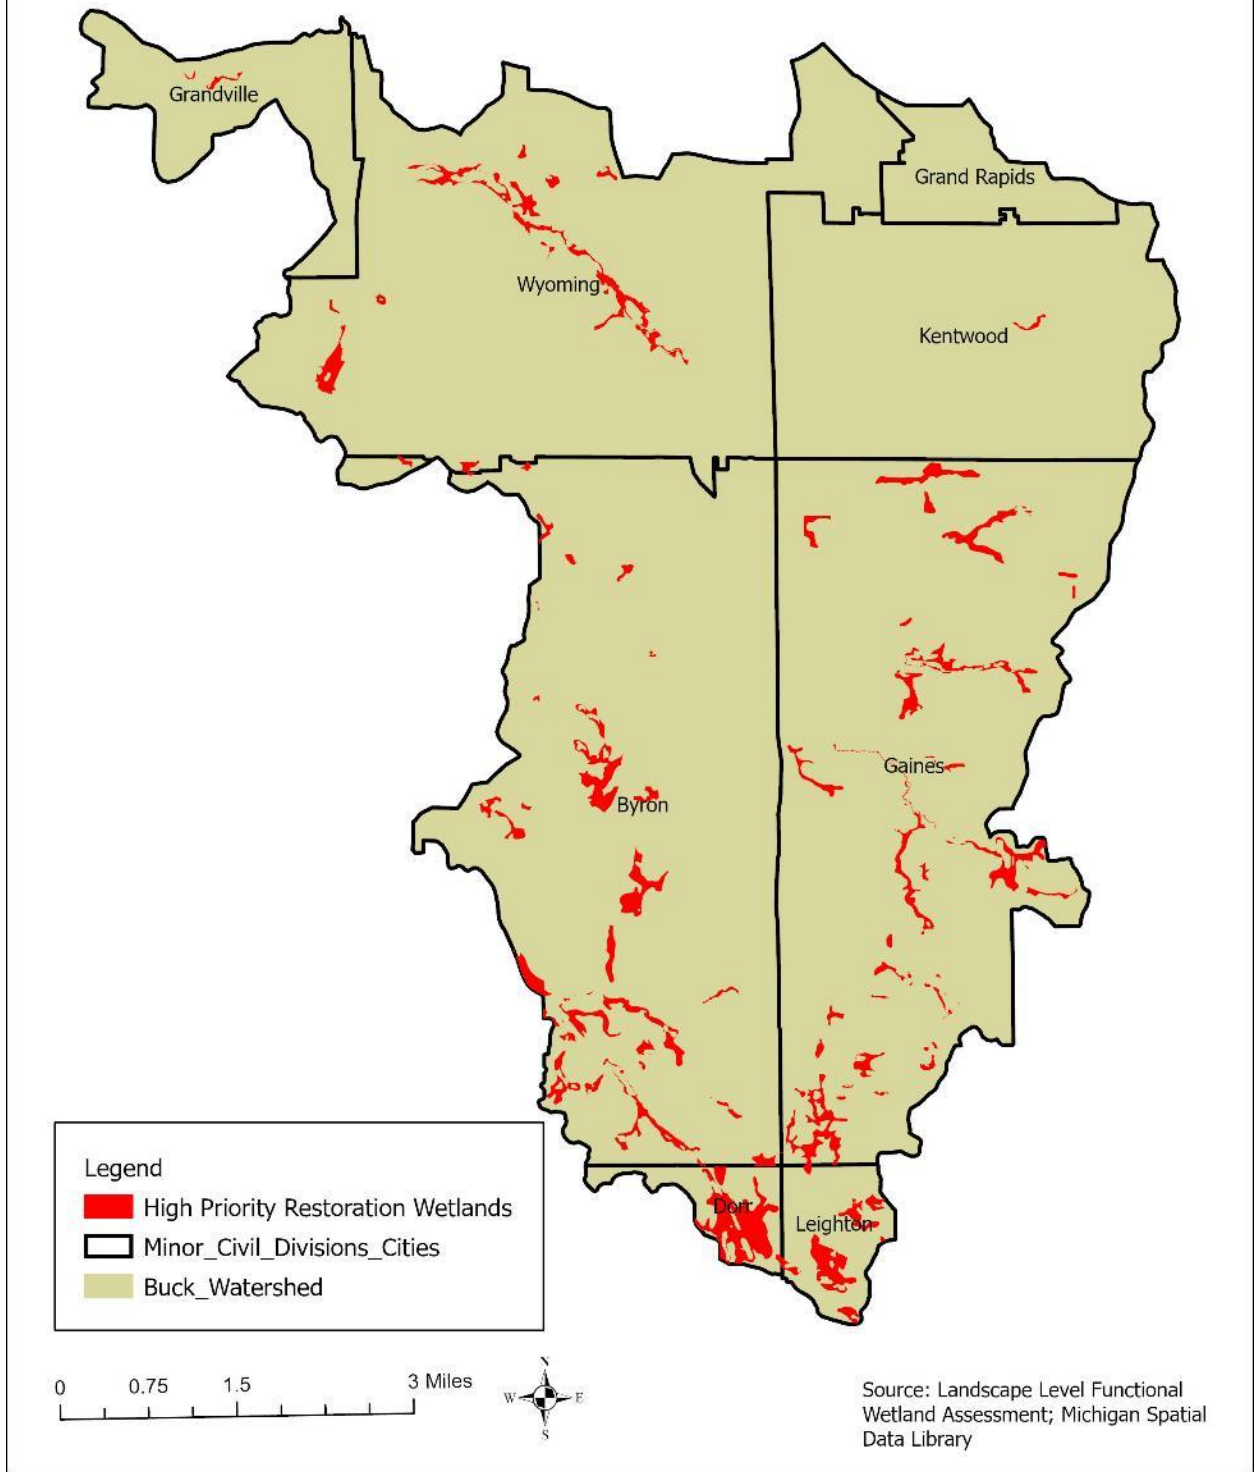 Grandville
Grand Rapids
Wyoming
Kentwood
Gaines
Byron
Dorr
Leighton
Legend
High Priority Restoration Wetlands
Minor_Civil_Divisions_Cities
Buck_Watershed
0 0.75 1.5 3 Miles
N
W E
S
Source: Landscape Level Functional
Wetland Assessment; Michigan Spatial
Data Library